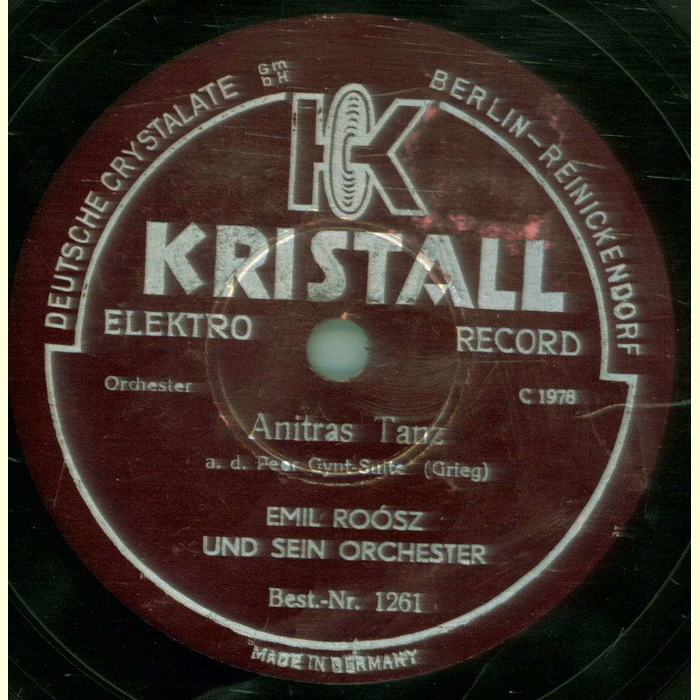 DEUTSCHE CRYSTALATE GmbH
BERLIN-REINICKENDORF
KRISTALL
ELEKTRO RECORD
Orchester C 1978
Anitras Tanz
a. d. Peer Gynt-Suite (Grieg)
EMIL ROÓSZ
UND SEIN ORCHESTER
Best.-Nr. 1261
MADE IN GERMANY